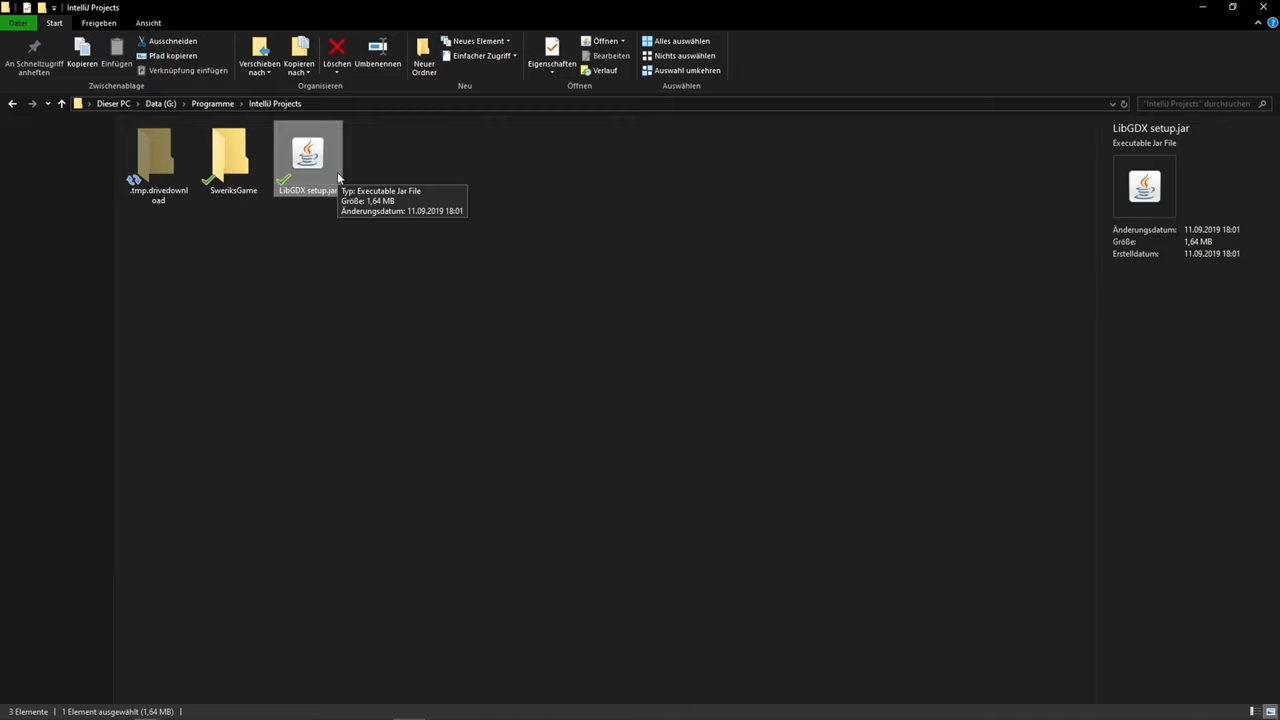 IntelliJ Projects
Datei Start Freigeben Ansicht
An Schnellzugriff
anheften
Kopieren
Einfügen
Ausschneiden
Pfad kopieren
Verknüpfung einfügen
Zwischenablage
Verschieben
nach
Kopieren
nach
Löschen
Umbenennen
Organisieren
Neuer
Ordner
Neues Element
Einfacher Zugriff
Neu
Eigenschaften
Öffnen
Bearbeiten
Verlauf
Öffnen
Alles auswählen
Nichts auswählen
Auswahl umkehren
Auswählen
Dieser PC > Data (G:) > Programme > IntelliJ Projects
"IntelliJ Projects" durchsuchen
.tmp.drivedownl
oad
SweriksGame
LibGDX setup.jar
Typ: Executable Jar File
Größe: 1,64 MB
Änderungsdatum: 11.09.2019 18:01
LibGDX setup.jar
Executable Jar File
Änderungsdatum: 11.09.2019 18:01
Größe: 1,64 MB
Erstelldatum: 11.09.2019 18:01
3 Elemente | 1 Element ausgewählt (1,64 MB) |